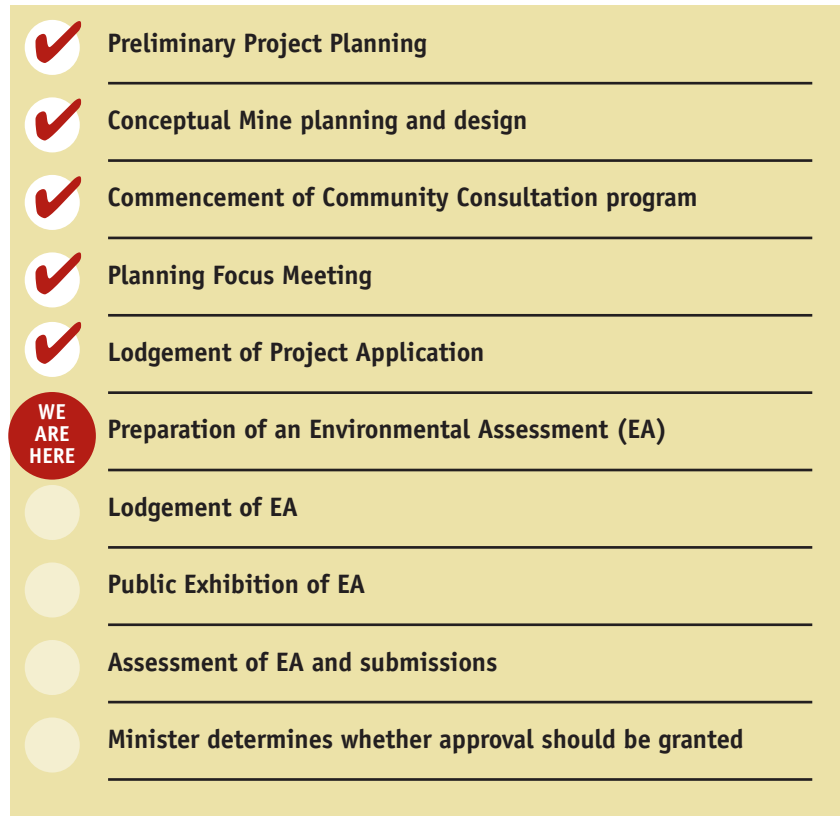 Preliminary Project Planning
Conceptual Mine planning and design
Commencement of Community Consultation program
Planning Focus Meeting
Lodgement of Project Application
WE
ARE
HERE
Preparation of an Environmental Assessment (EA)
Lodgement of EA
Public Exhibition of EA
Assessment of EA and submissions
Minister determines whether approval should be granted